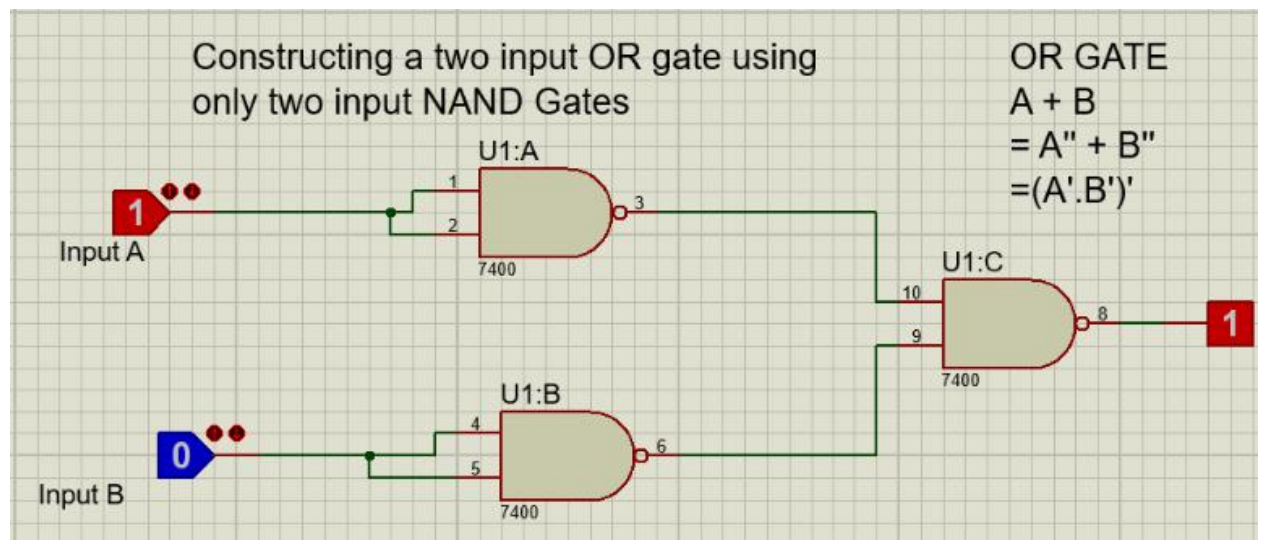 Constructing a two input OR gate using
only two input NAND Gates
OR GATE
A + B
= A" + B"
=(A'.B')'
U1:A
1
2
3
7400
1
Input A
U1:C
10
9
8
7400
1
U1:B
4
5
6
7400
0
Input B